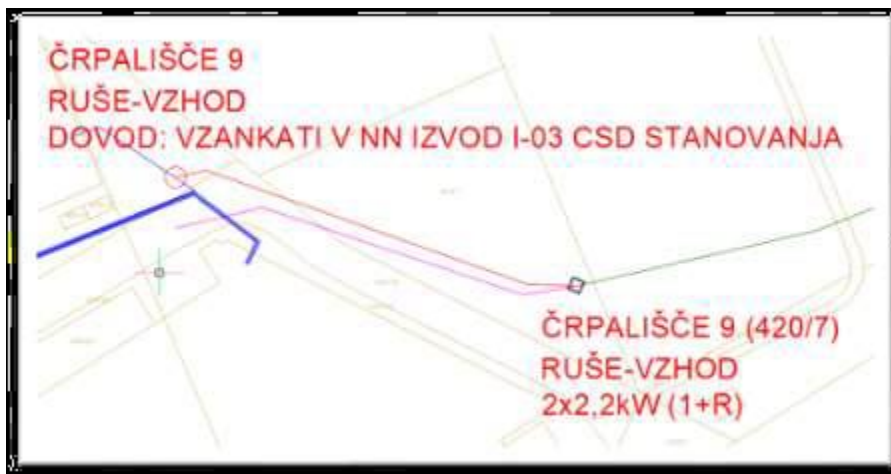 ČRPALIŠČE 9
RUŠE-VZHOD
DOVOD: VZANKATI V NN IZVOD I-03 CSD STANOVANJA
ČRPALIŠČE 9 (420/7)
RUŠE-VZHOD
2x2,2kW (1+R)